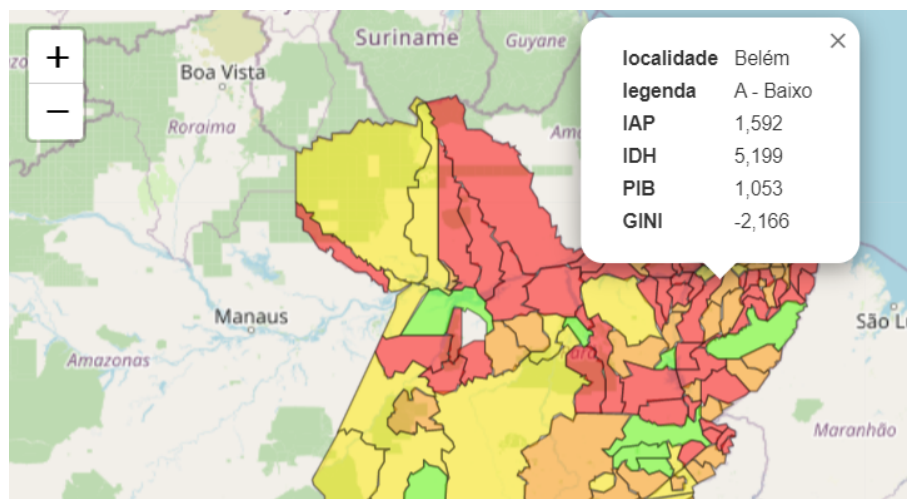 +
−
Suriname
Guyane
Boa Vista
Roraima
×
localidade Belém
legenda A - Baixo
IAP 1,592
IDH 5,199
PIB 1,053
GINI -2,166
Manaus
Amazonas
Pará
São
Maranhão